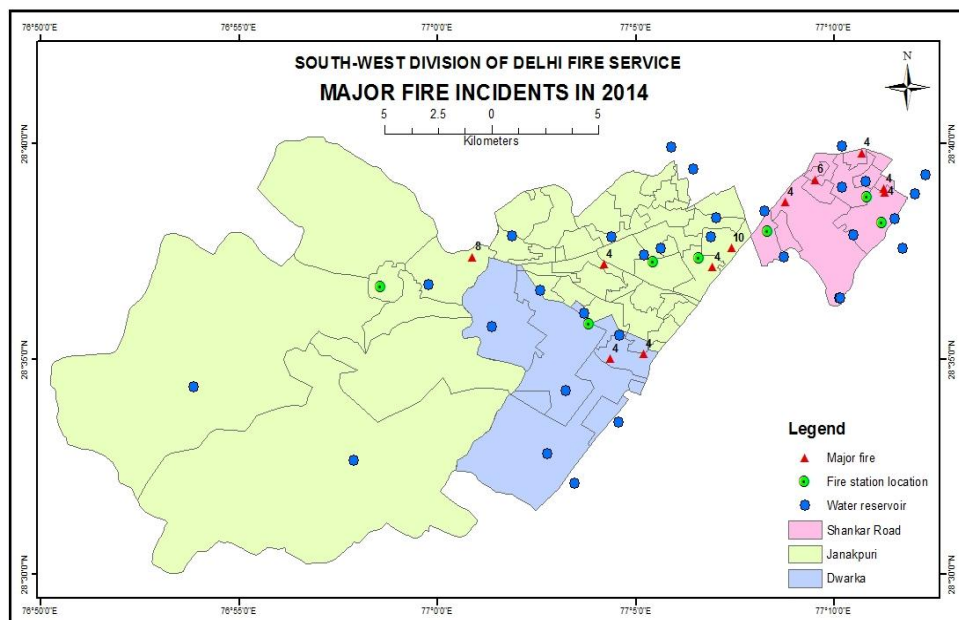 76°50'0"E 76°55'0"E 77°0'0"E 77°5'0"E 77°10'0"E
SOUTH-WEST DIVISION OF DELHI FIRE SERVICE
MAJOR FIRE INCIDENTS IN 2014
N
5 2.5 0 5
Kilometers
28°40'0"N 28°40'0"N
4
6
4
4
4
10
8
4
4
28°35'0"N 28°35'0"N
4
4
Legend
Major fire
Fire station location
Water reservoir
Shankar Road
Janakpuri
Dwarka
28°30'0"N 28°30'0"N
76°50'0"E 76°55'0"E 77°0'0"E 77°5'0"E 77°10'0"E